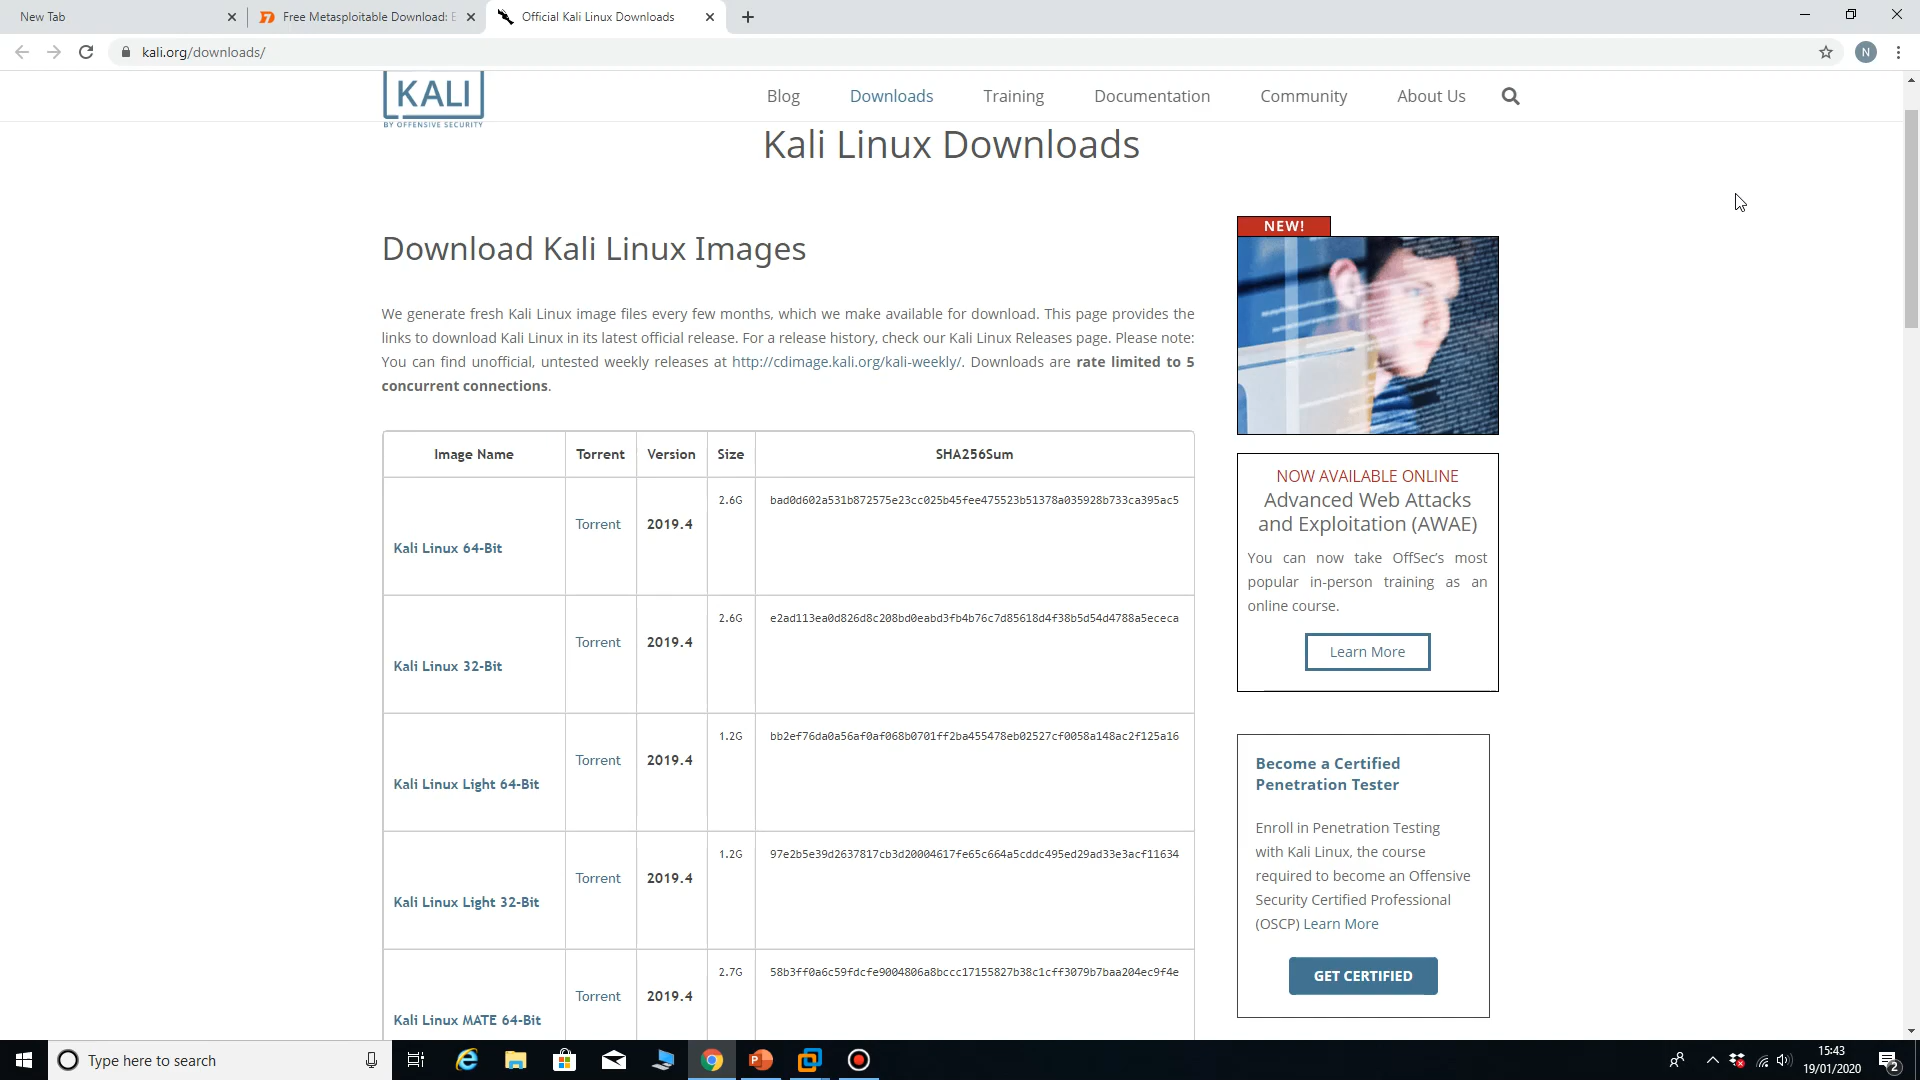 New Tab
Free Metasploitable Download: E
Official Kali Linux Downloads
kali.org/downloads/
N
KALI
BY OFFENSIVE SECURITY
Blog
Downloads
Training
Documentation
Community
About Us
Kali Linux Downloads
Download Kali Linux Images
We generate fresh Kali Linux image files every few months, which we make available for download. This page provides the
links to download Kali Linux in its latest official release. For a release history, check our Kali Linux Releases page. Please note:
You can find unofficial, untested weekly releases at http://cdimage.kali.org/kali-weekly/. Downloads are rate limited to 5
concurrent connections.
Image Name Torrent Version Size SHA256Sum
Kali Linux 64-Bit Torrent 2019.4 2.6G bad0d602a531b872575e23cc025b45fee475523b51378a035928b733ca395ac5
Kali Linux 32-Bit Torrent 2019.4 2.6G e2ad113ea0d826d8c208bd0eabd3fb4b76c7d85618d4f38b5d54d4788a5ececa
Kali Linux Light 64-Bit Torrent 2019.4 1.2G bb2ef76da0a56af0af068b0701ff2ba455478eb02527cf0058a148ac2f125a16
Kali Linux Light 32-Bit Torrent 2019.4 1.2G 97e2b5e39d2637817cb3d20004617fe65c664a5cddc495ed29ad33e3acf11634
Kali Linux MATE 64-Bit Torrent 2019.4 2.7G 58b3ff0a6c59fdcfe9004806a8bccc17155827b38c1cff3079b7baa204ec9f4e
NEW!
NOW AVAILABLE ONLINE
Advanced Web Attacks
and Exploitation (AWAE)
You can now take OffSec's most
popular in-person training as an
online course.
Learn More
Become a Certified
Penetration Tester
Enroll in Penetration Testing
with Kali Linux, the course
required to become an Offensive
Security Certified Professional
(OSCP) Learn More
GET CERTIFIED
Type here to search
15:43
19/01/2020
2